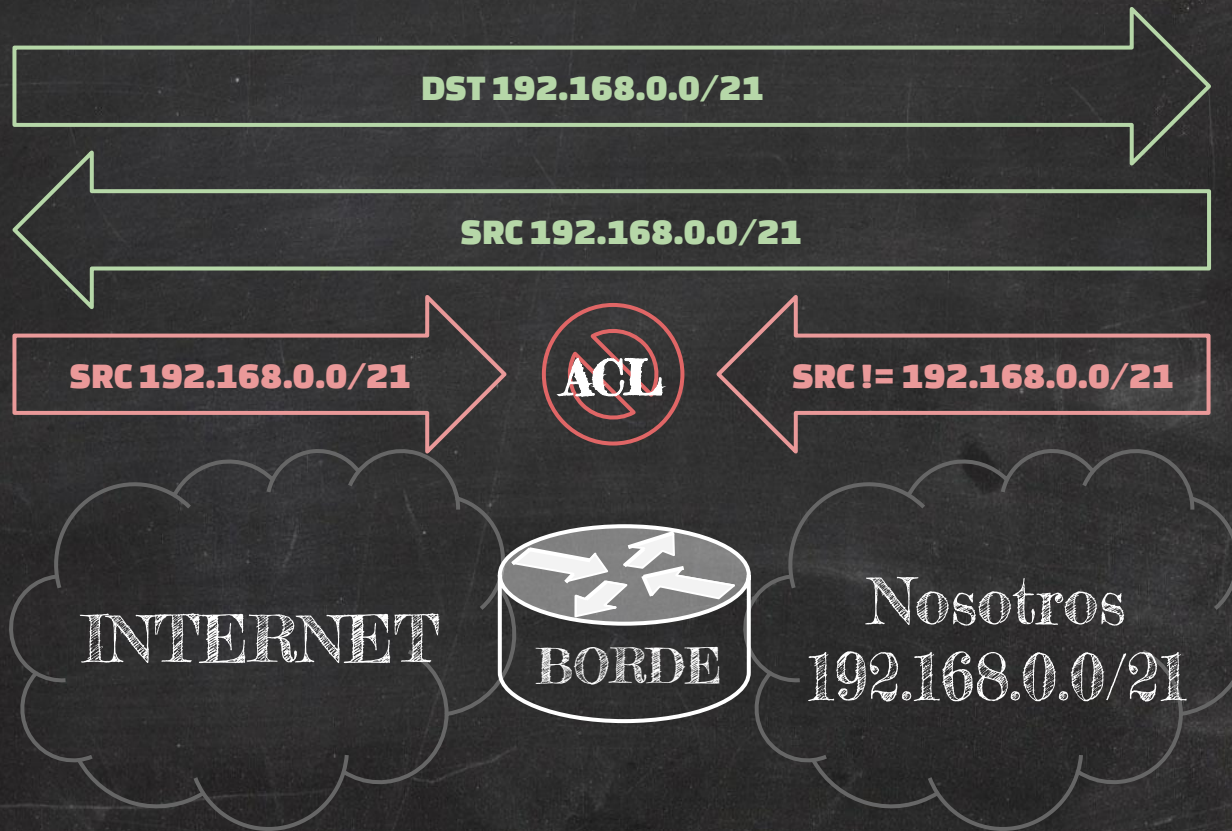 DST 192.168.0.0/21
SRC 192.168.0.0/21
SRC 192.168.0.0/21
ACL
SRC != 192.168.0.0/21
INTERNET
BORDE
Nosotros
192.168.0.0/21